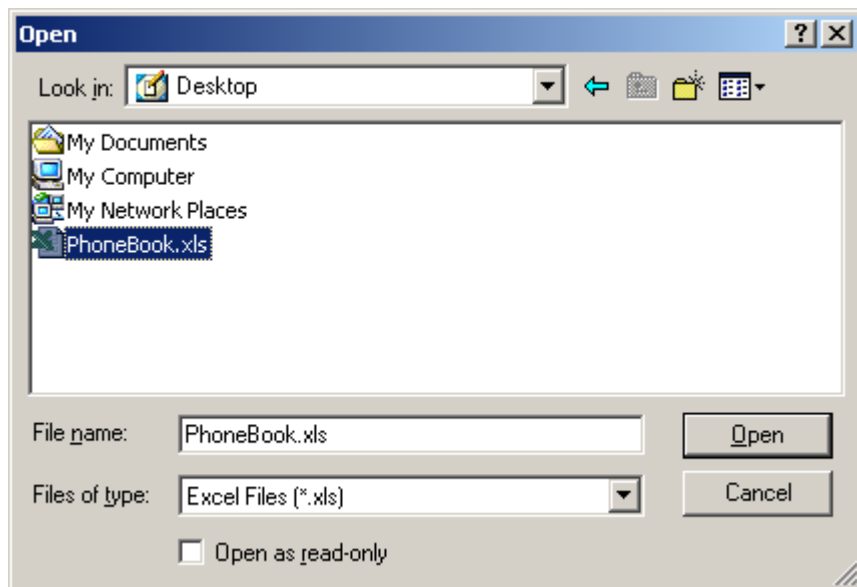 Open
Look in: Desktop
My Documents
My Computer
My Network Places
PhoneBook.xls
File name: PhoneBook.xls Open
Files of type: Excel Files (*.xls) Cancel
Open as read-only